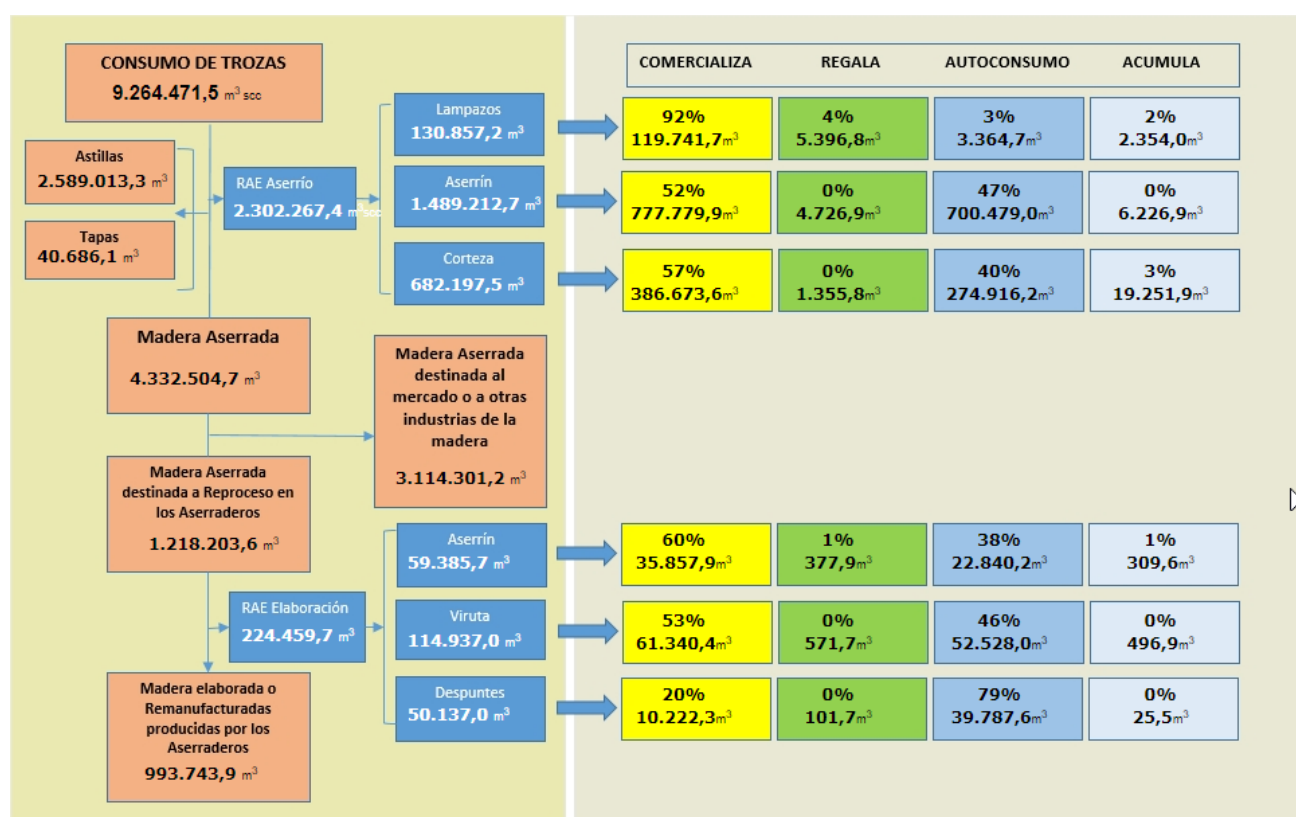 CONSUMO DE TROZAS
9.264.471,5 m³ scc
Astillas
2.589.013,3 m³
Tapas
40.686,1 m³
RAE Aserrío
2.302.267,4 m³scc
Lampazos
130.857,2 m³
Aserrín
1.489.212,7 m³
Corteza
682.197,5 m³
Madera Aserrada
4.332.504,7 m³
Madera Aserrada
destinada al
mercado o a otras
industrias de la
madera
3.114.301,2 m³
Madera Aserrada
destinada a Reproceso en
los Aserraderos
1.218.203,6 m³
RAE Elaboración
224.459,7 m³
Aserrín
59.385,7 m³
Viruta
114.937,0 m³
Despuntes
50.137,0 m³
Madera elaborada o
Remanufacturadas
producidas por los
Aserraderos
993.743,9 m³
COMERCIALIZA REGALA AUTOCONSUMO ACUMULA
92% 4% 3% 2%
119.741,7m³ 5.396,8m³ 3.364,7m³ 2.354,0m³
52% 0% 47% 0%
777.779,9m³ 4.726,9m³ 700.479,0m³ 6.226,9m³
57% 0% 40% 3%
386.673,6m³ 1.355,8m³ 274.916,2m³ 19.251,9m³
60% 1% 38% 1%
35.857,9m³ 377,9m³ 22.840,2m³ 309,6m³
53% 0% 46% 0%
61.340,4m³ 571,7m³ 52.528,0m³ 496,9m³
20% 0% 79% 0%
10.222,3m³ 101,7m³ 39.787,6m³ 25,5m³